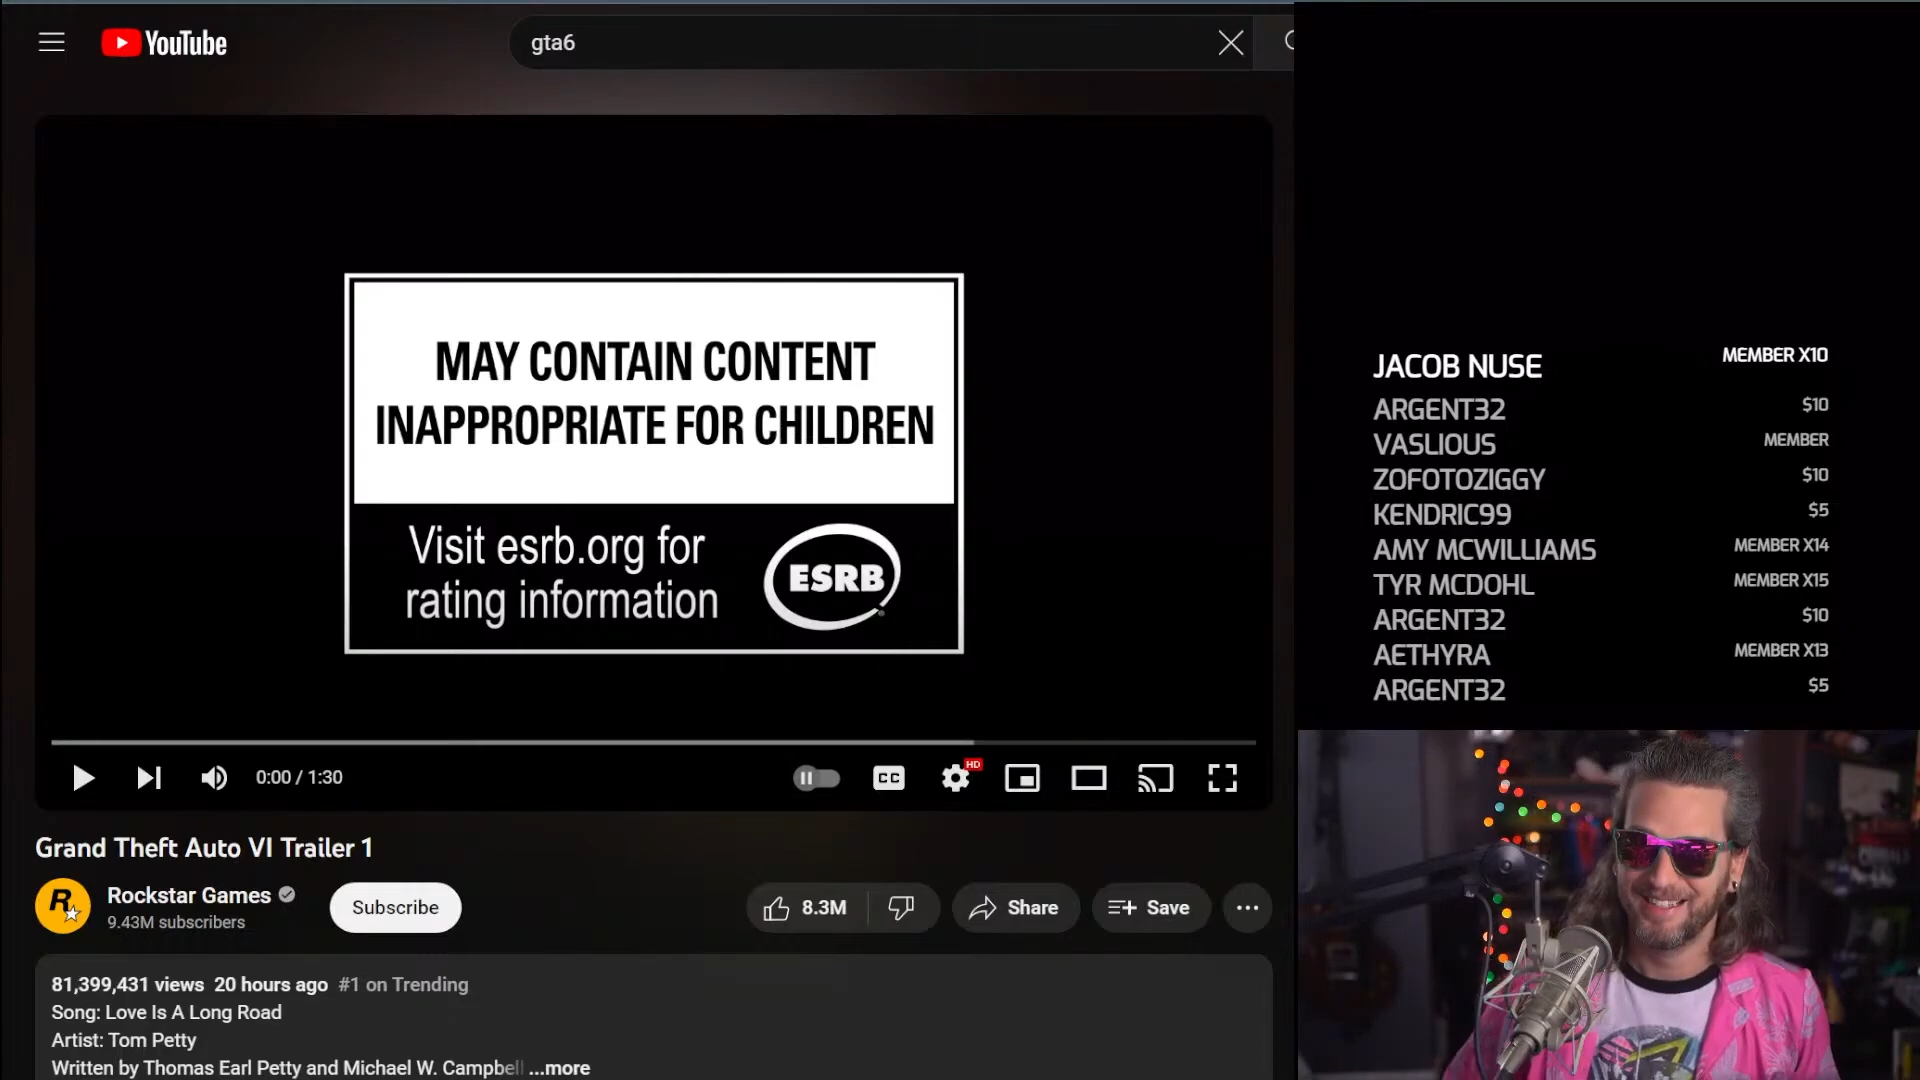 YouTube
gta6
MAY CONTAIN CONTENT
INAPPROPRIATE FOR CHILDREN
Visit esrb.org for
rating information
ESRB
0:00 / 1:30
CC
HD
Grand Theft Auto VI Trailer 1
R
Rockstar Games
9.43M subscribers
Subscribe
8.3M
Share
Save
81,399,431 views 20 hours ago #1 on Trending
Song: Love Is A Long Road
Artist: Tom Petty
Written by Thomas Earl Petty and Michael W. Campbell ...more
JACOB NUSE MEMBER X10
ARGENT32 $10
VASLIOUS MEMBER
ZOFOTOZIGGY $10
KENDRIC99 $5
AMY MCWILLIAMS MEMBER X14
TYR MCDOHL MEMBER X15
ARGENT32 $10
AETHYRA MEMBER X13
ARGENT32 $5